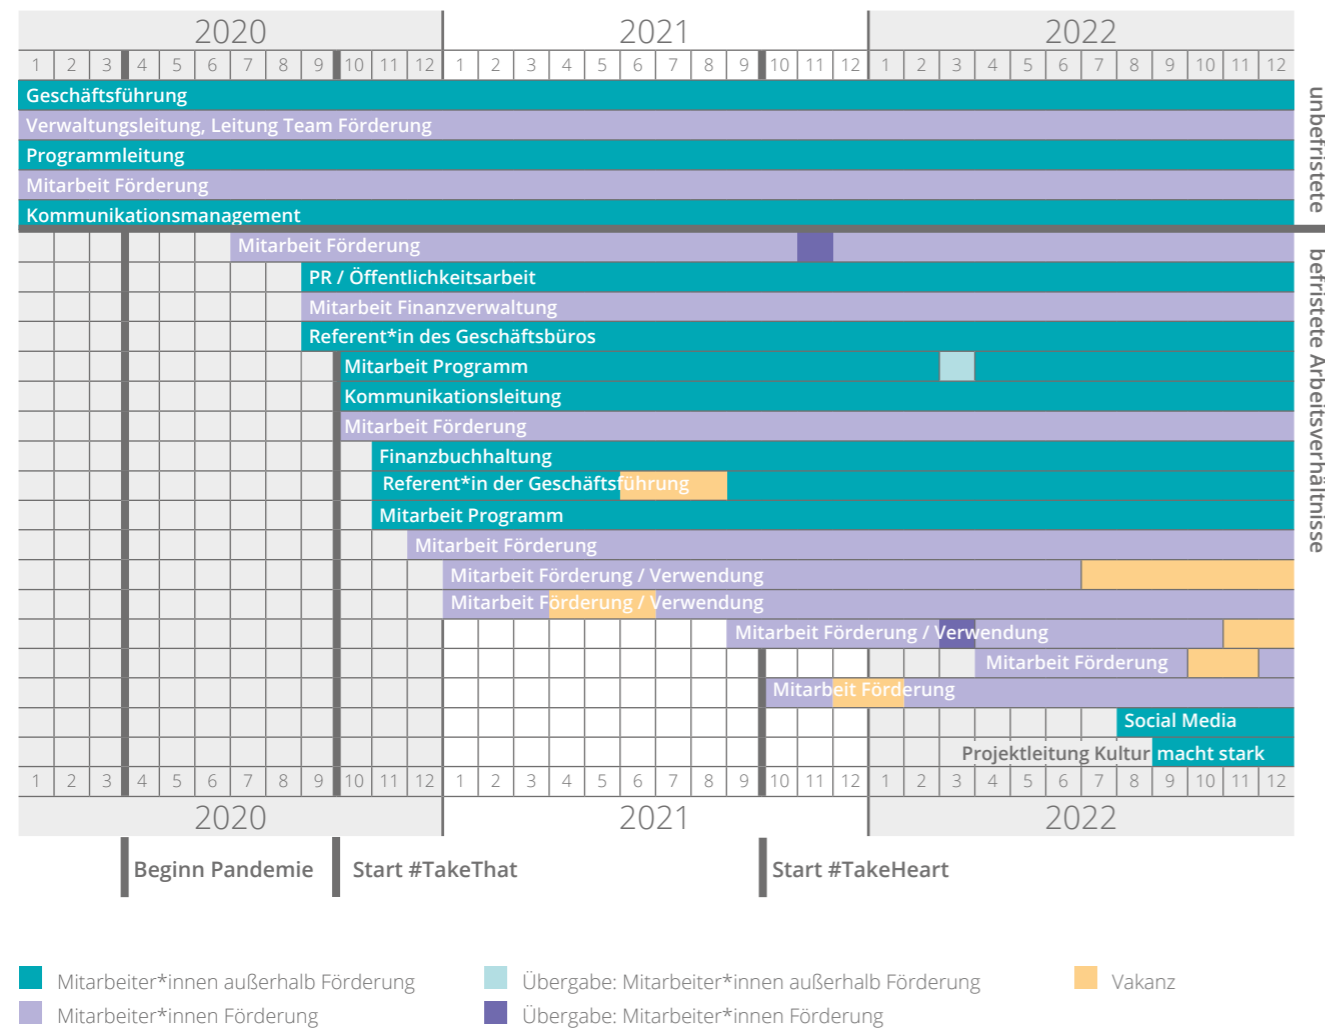 2020 2021 2022
1 2 3 4 5 6 7 8 9 10 11 12 1 2 3 4 5 6 7 8 9 10 11 12 1 2 3 4 5 6 7 8 9 10 11 12
Geschäftsführung
Verwaltungsleitung, Leitung Team Förderung
Programmleitung
Mitarbeit Förderung
Kommunikationsmanagement
unbefristete
Mitarbeit Förderung
PR / Öffentlichkeitsarbeit
Mitarbeit Finanzverwaltung
Referent*in des Geschäftsbüros
Mitarbeit Programm
Kommunikationsleitung
Mitarbeit Förderung
Finanzbuchhaltung
Referent*in der Geschäftsführung
Mitarbeit Programm
Mitarbeit Förderung
Mitarbeit Förderung / Verwendung
Mitarbeit Förderung / Verwendung
Mitarbeit Förderung / Verwendung
Mitarbeit Förderung
Mitarbeit Förderung
Social Media
Projektleitung Kultur macht stark
befristete Arbeitsverhältnisse
1 2 3 4 5 6 7 8 9 10 11 12 1 2 3 4 5 6 7 8 9 10 11 12 1 2 3 4 5 6 7 8 9 10 11 12
2020 2021 2022
Beginn Pandemie Start #TakeThat Start #TakeHeart
Mitarbeiter*innen außerhalb Förderung Übergabe: Mitarbeiter*innen außerhalb Förderung Vakanz
Mitarbeiter*innen Förderung Übergabe: Mitarbeiter*innen Förderung